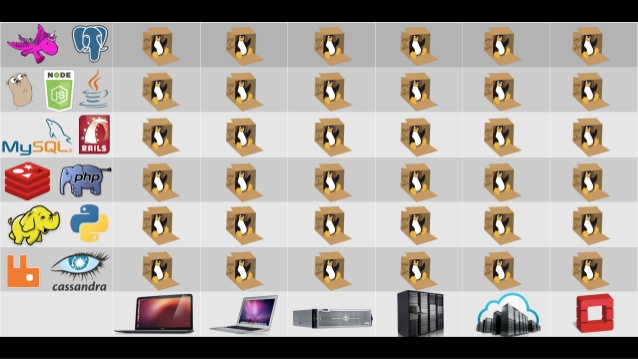 NODE
JS
MySQL
RAILS
php
cassandra